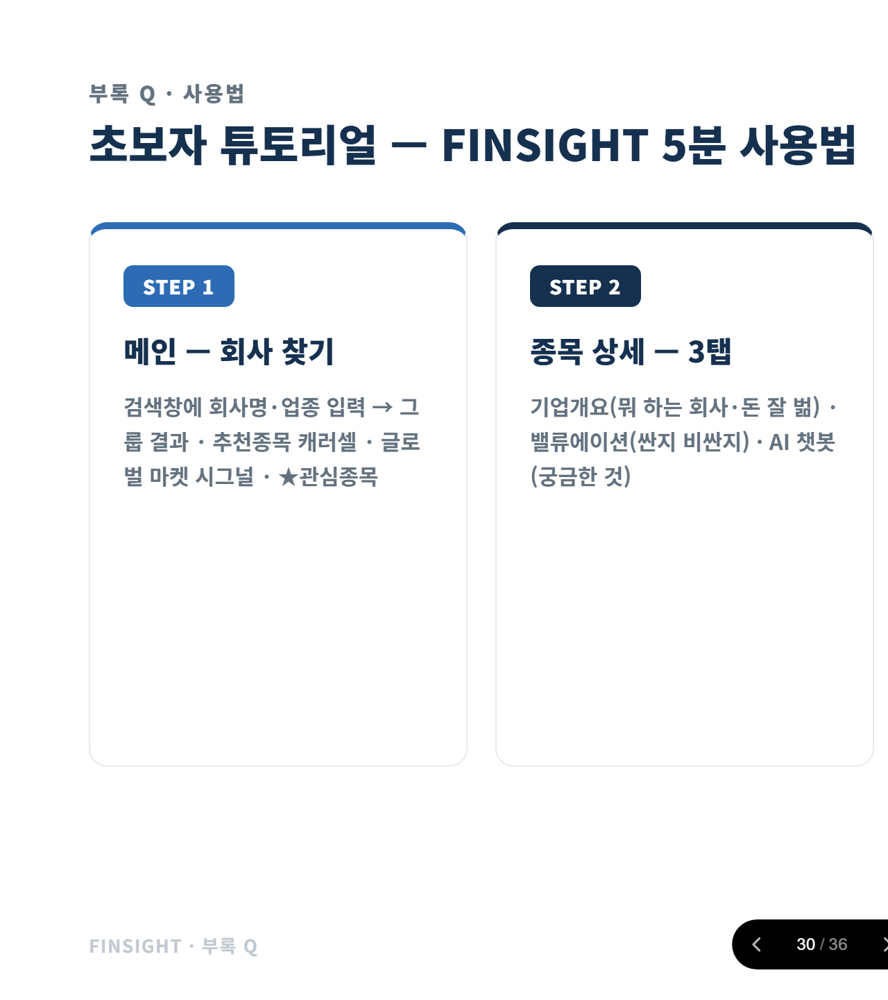 부록 Q · 사용법
초보자 튜토리얼 — FINSIGHT 5분 사용법
STEP 1
메인 — 회사 찾기
검색창에 회사명·업종 입력 → 그
룹 결과 · 추천종목 캐러셀 · 글로
벌 마켓 시그널 · ★관심종목
STEP 2
종목 상세 — 3탭
기업개요(뭐 하는 회사·돈 잘 벎) ·
밸류에이션(싼지 비싼지) · AI 챗봇
(궁금한 것)
FINSIGHT · 부록 Q
30 / 36